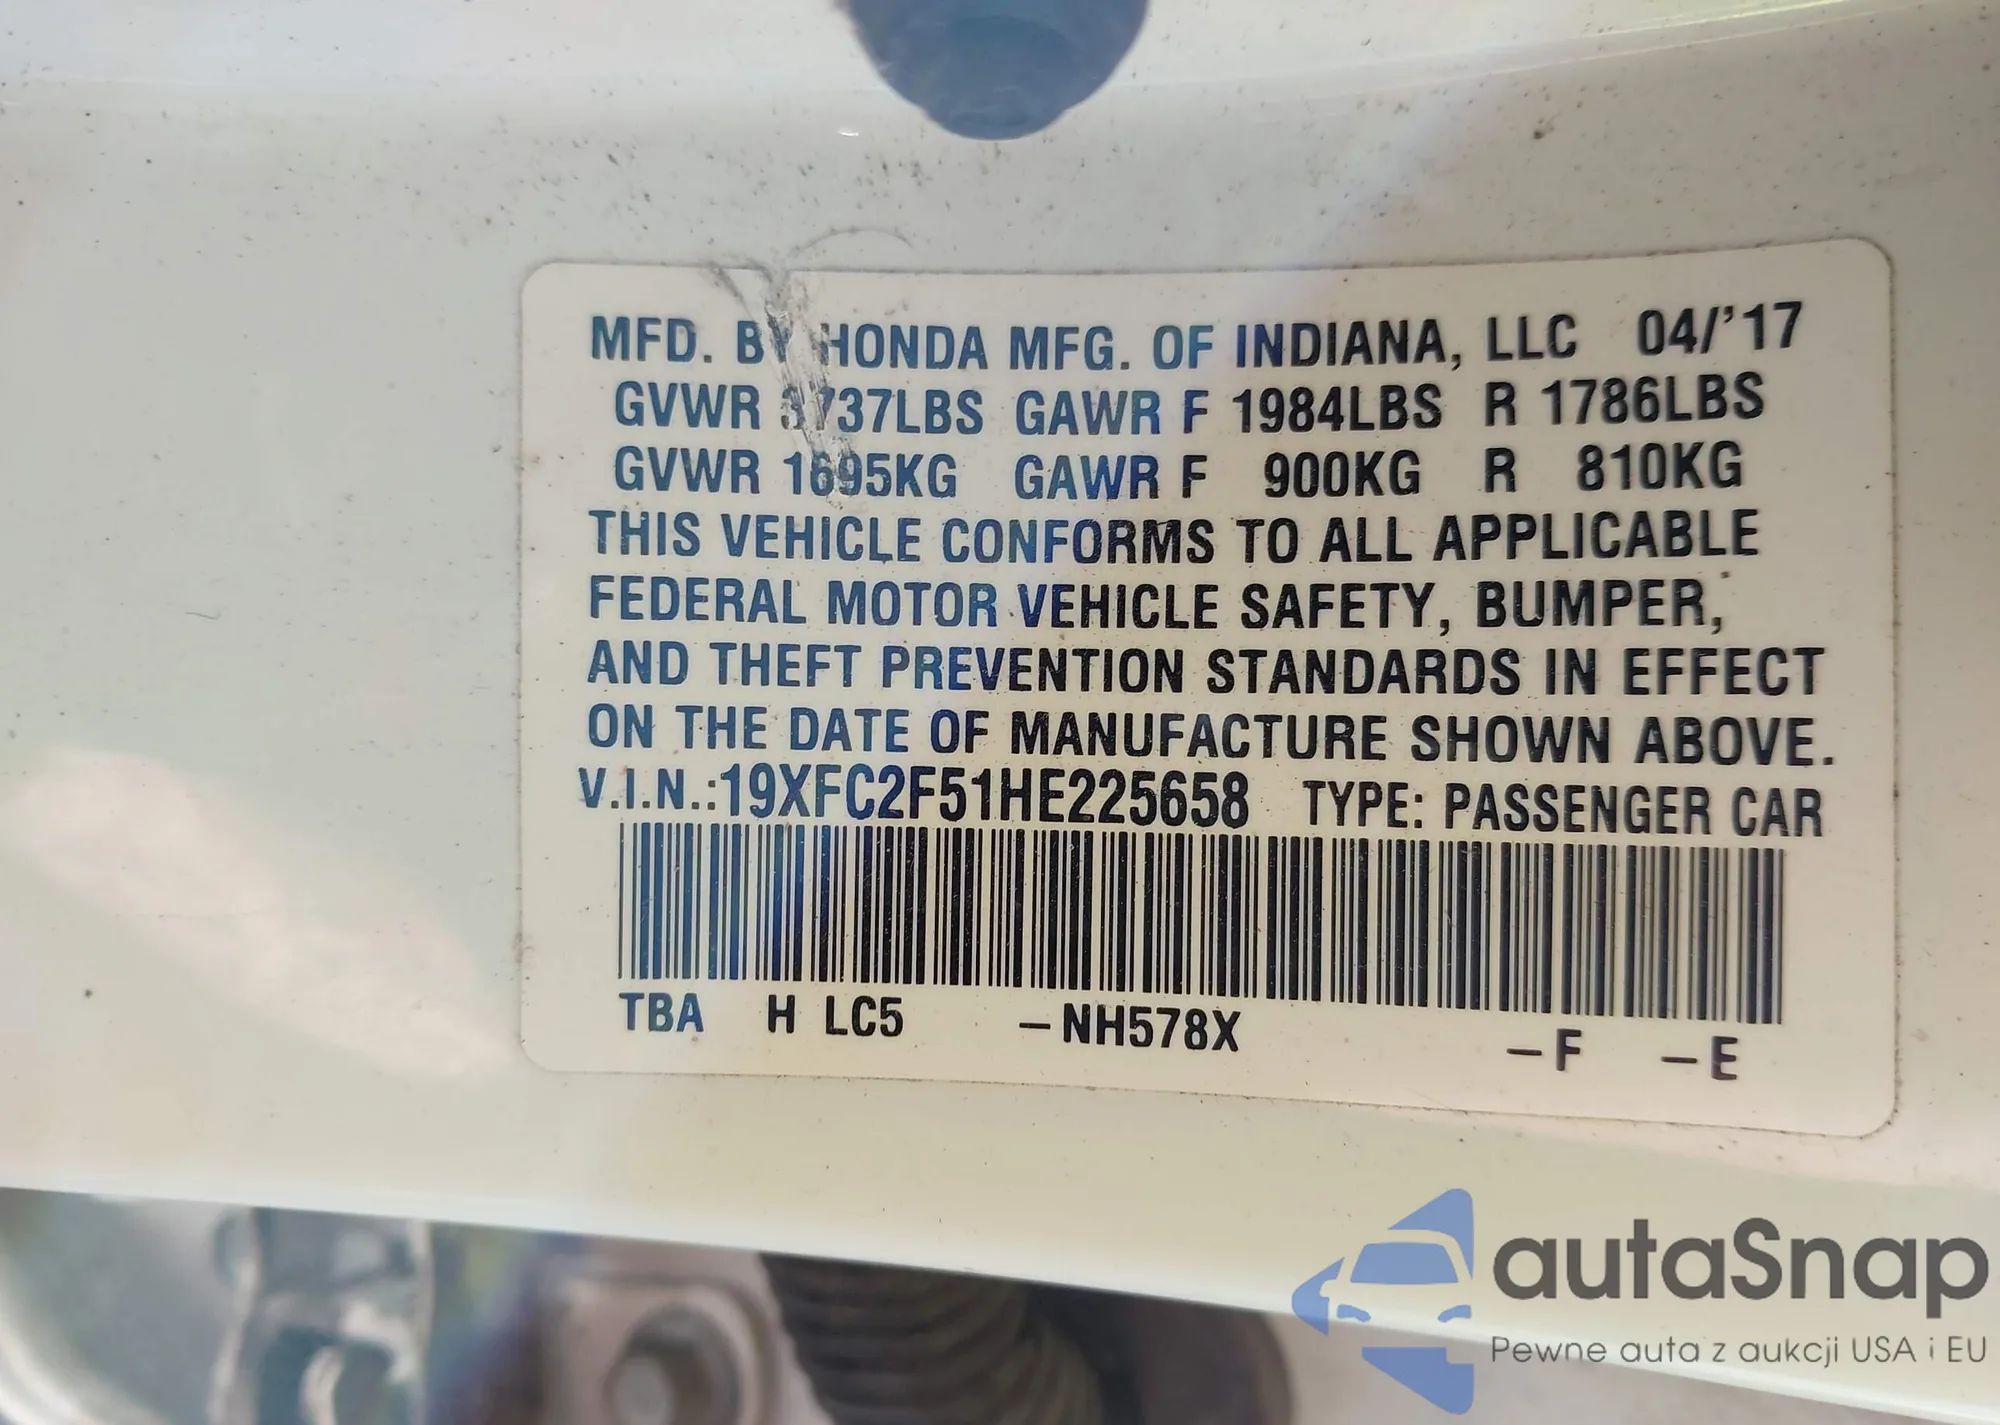 MFD. BY HONDA MFG. OF INDIANA, LLC 04/'17
GVWR 3737LBS GAWR F 1984LBS R 1786LBS
GVWR 1695KG GAWR F 900KG R 810KG
THIS VEHICLE CONFORMS TO ALL APPLICABLE
FEDERAL MOTOR VEHICLE SAFETY, BUMPER,
AND THEFT PREVENTION STANDARDS IN EFFECT
ON THE DATE OF MANUFACTURE SHOWN ABOVE.
V.I.N.:19XFC2F51HE225658 TYPE: PASSENGER CAR
TBA H LC5 –NH578X –F –E
autaSnap
Pewne auta z aukcji USA i EU